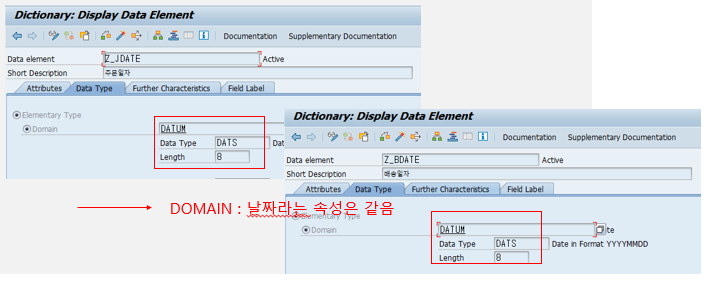 Dictionary: Display Data Element
Documentation Supplementary Documentation
Data element Z_JDATE Active
Short Description 주문일자
Attributes Data Type Further Characteristics Field Label
Elementary Type
Domain DATUM
Data Type DATS Dat
Length 8
Dictionary: Display Data Element
Documentation Supplementary Documentation
Data element Z_BDATE Active
Short Description 배송일자
Attributes Data Type Further Characteristics Field Label
Elementary Type
Domain DATUM te
Data Type DATS Date in Format YYYYMMDD
Length 8
DOMAIN : 날짜라는 속성은 같음